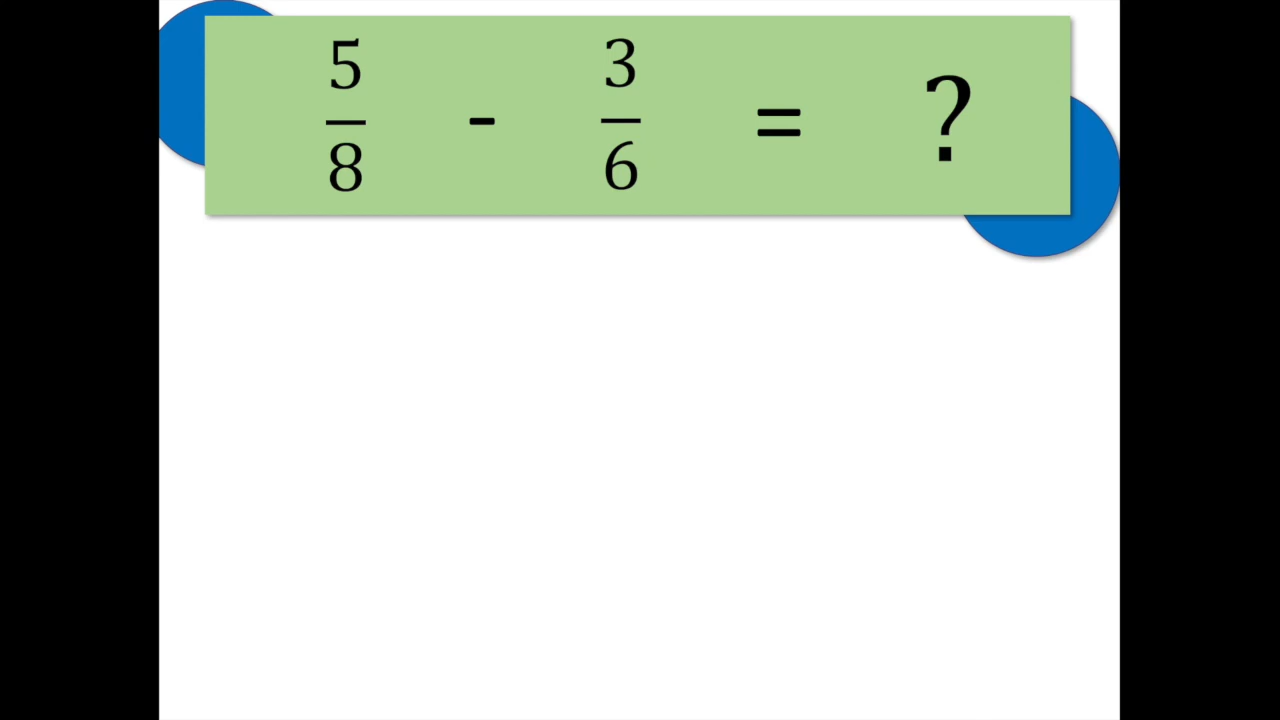 5/8 - 3/6 = ?